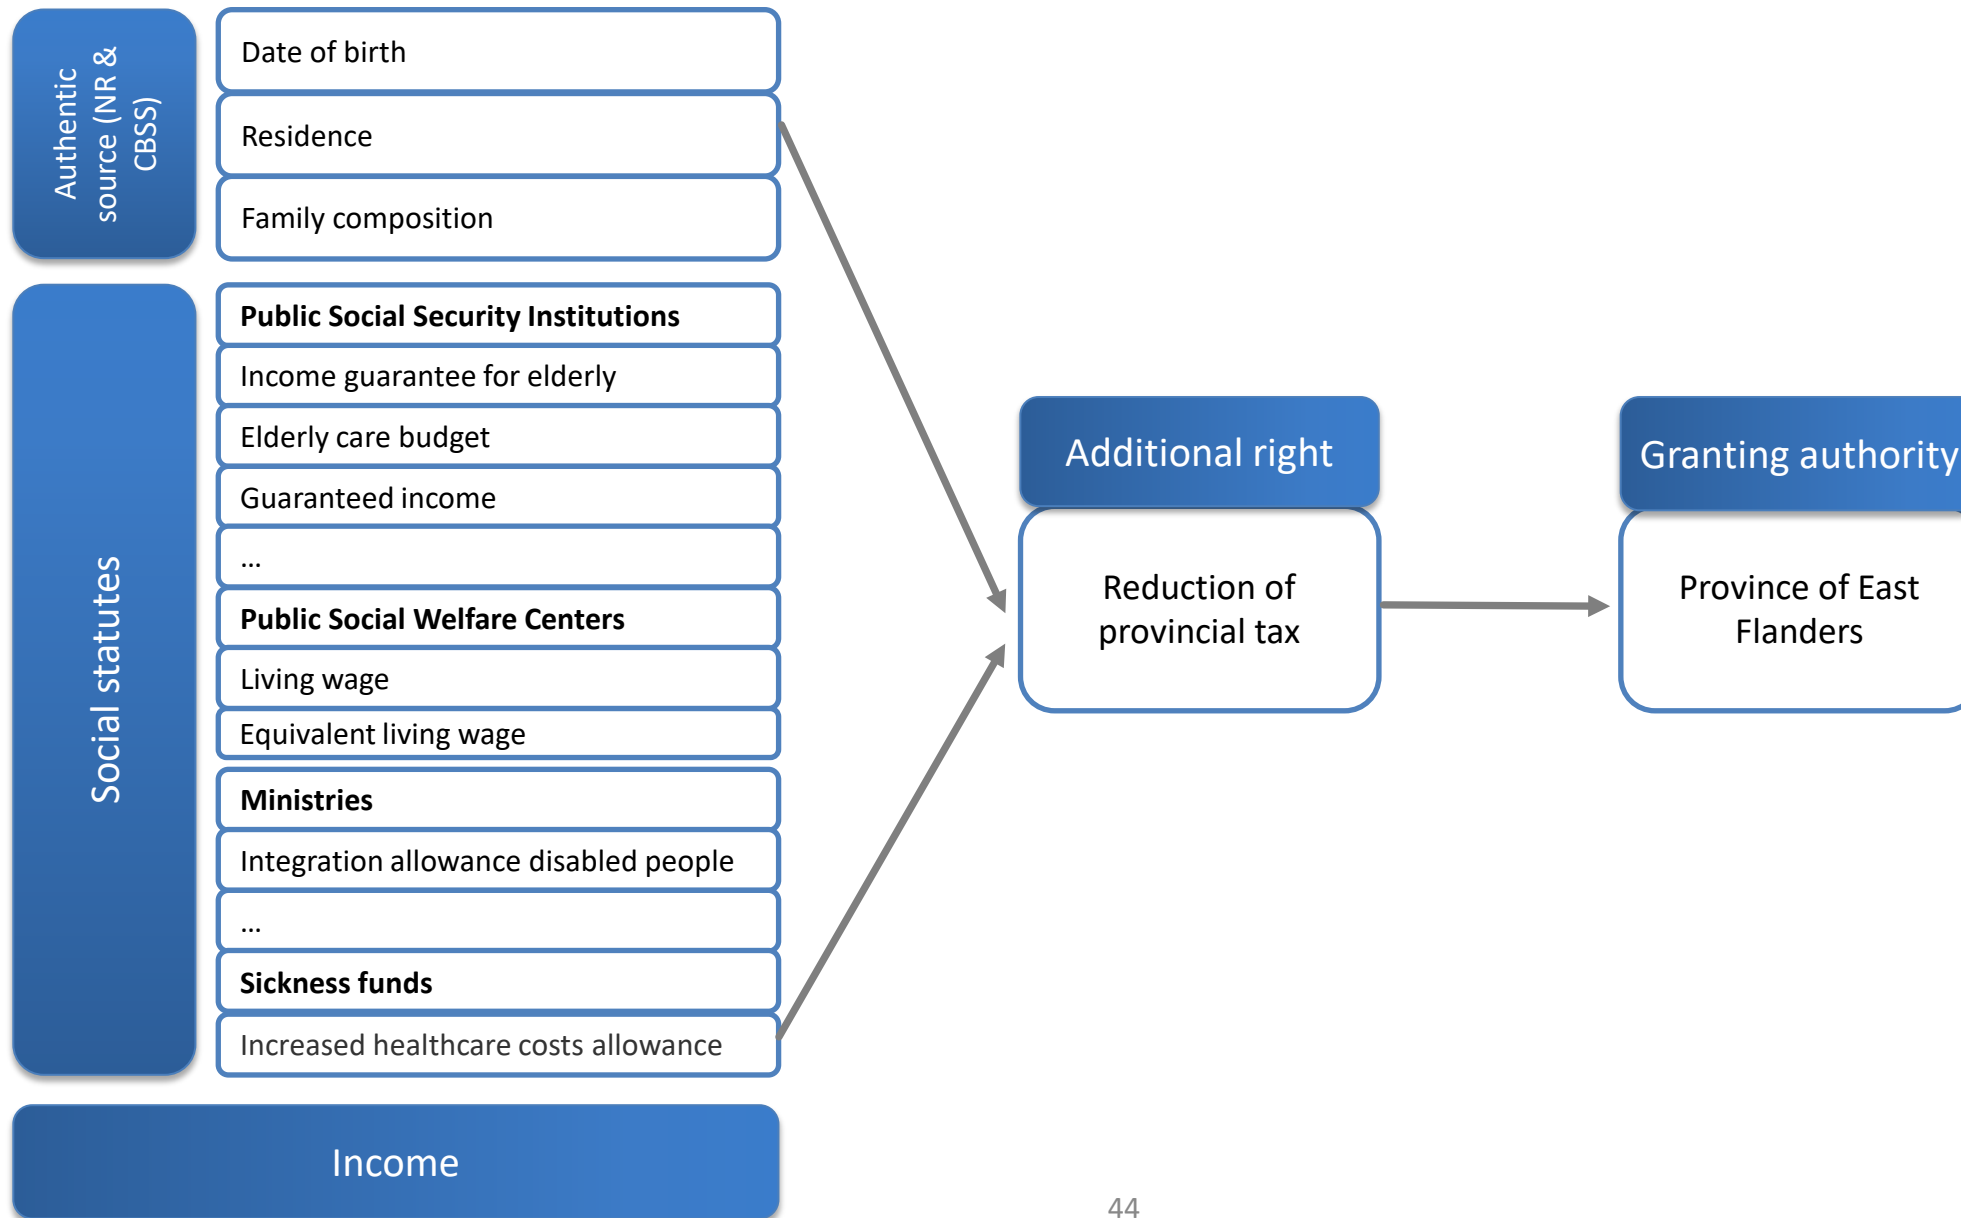 Authentic
source (NR &
CBSS)
Date of birth
Residence
Family composition
Social statutes
Public Social Security Institutions
Income guarantee for elderly
Elderly care budget
Guaranteed income
...
Public Social Welfare Centers
Living wage
Equivalent living wage
Ministries
Integration allowance disabled people
...
Sickness funds
Increased healthcare costs allowance
Income
Additional right
Reduction of
provincial tax
Granting authority
Province of East
Flanders
44